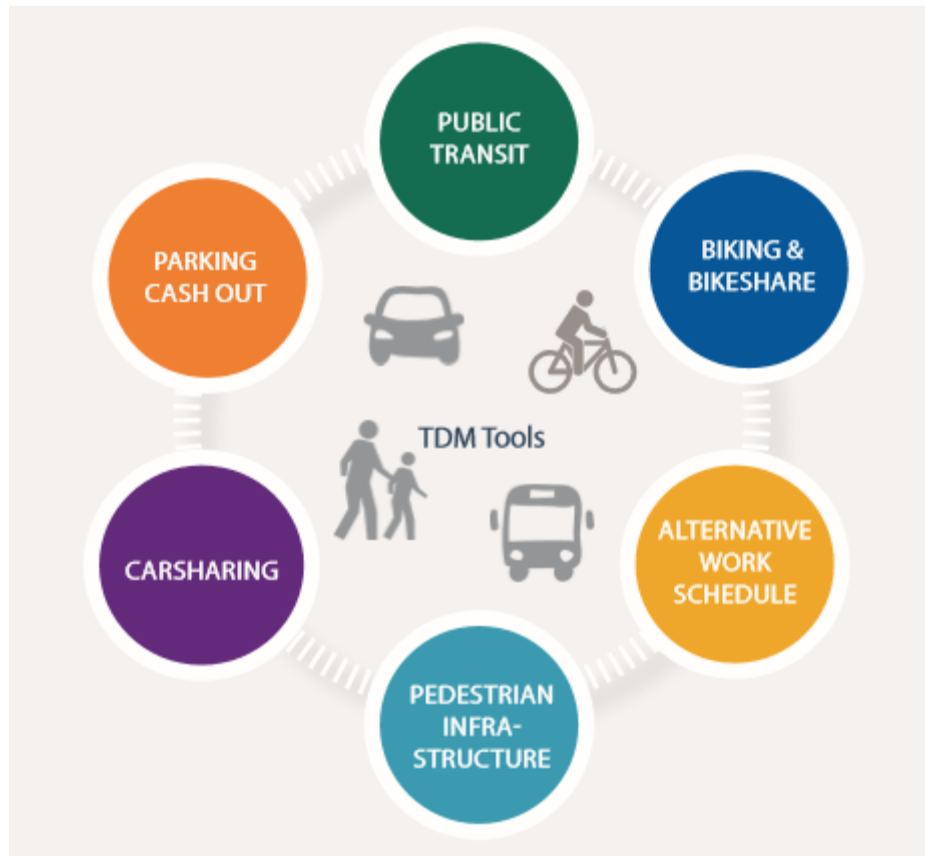 PUBLIC
TRANSIT
BIKING &
BIKESHARE
PARKING
CASH OUT
TDM Tools
ALTERNATIVE
WORK
SCHEDULE
CARSHARING
PEDESTRIAN
INFRA-
STRUCTURE